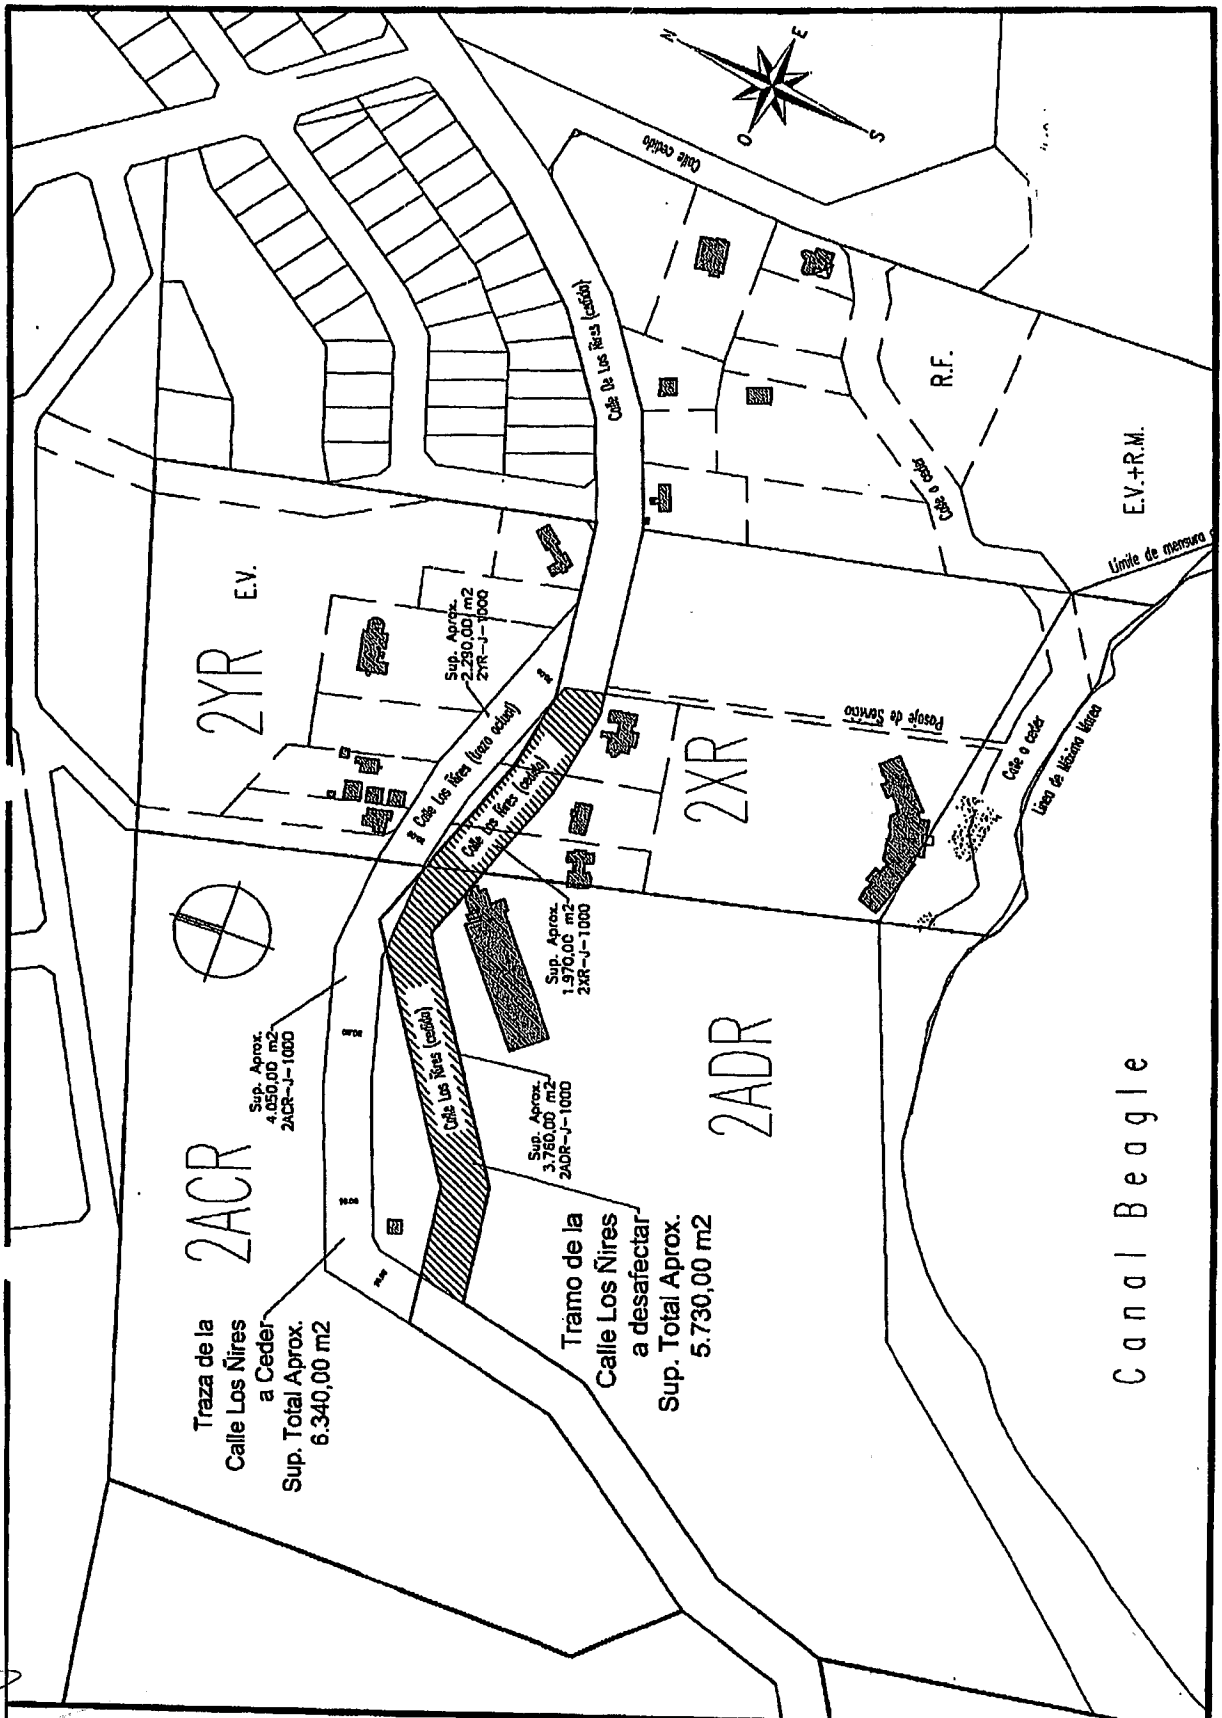 N
E
S
O
Calle cedida
Calle De Los Ñires (cedida)
R.F.
E.V.+R.M.
Calle a ceder
Límite de mensura
2YR
E.V.
Sup. Aprox.
2.290,00 m2
2YR-J-1000
Calle Los Ñires (traza actual)
Calle Los Ñires (cedida)
2XR
Pasaje de Servicio
Calle a ceder
Línea de Máxima Marea
Sup. Aprox.
1.970,00 m2
2XR-J-1000
Sup. Aprox.
4.050,00 m2
2ACR-J-1000
2ACR
Calle Los Ñires (cedida)
Sup. Aprox.
3.760,00 m2
2ADR-J-1000
2ADR
Canal Beagle
Traza de la
Calle Los Ñires
a Ceder
Sup. Total Aprox.
6.340,00 m2
Tramo de la
Calle Los Ñires
a desafectar
Sup. Total Aprox.
5.730,00 m2